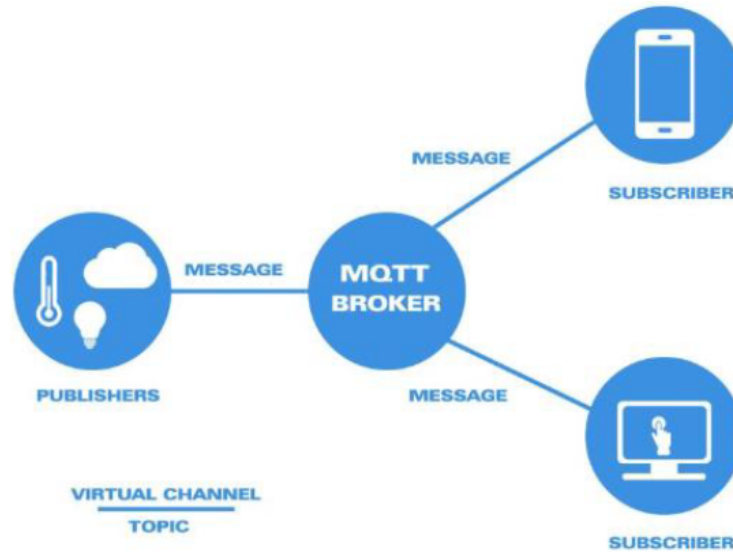 MESSAGE
SUBSCRIBER
MESSAGE
MQTT
BROKER
PUBLISHERS
MESSAGE
VIRTUAL CHANNEL
TOPIC
SUBSCRIBER